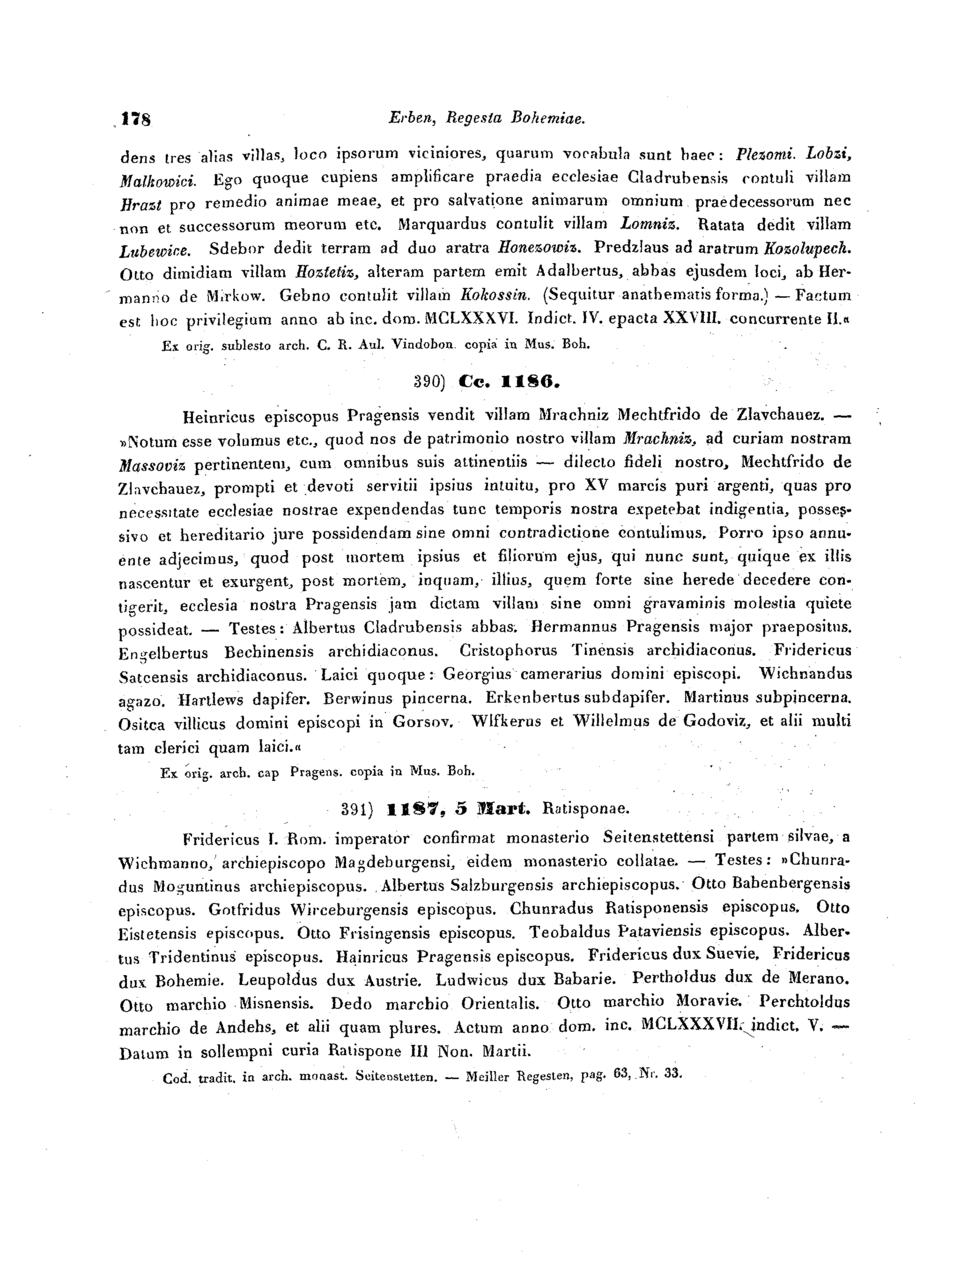 178 Erben, Regesta Bohemiae.
dens tres alias villas, loco ipsorum viciniores, quarum vocabula sunt haec: Plezomi. Lobzi,
Malkowici. Ego quoque cupiens amplificare praedia ecclesiae Cladrubensis contuli villam
Hrazt pro remedio animae meae, et pro salvatione animarum omnium praedecessorum nec
non et successorum meorum etc. Marquardus contulit villam Lomniz. Ratata dedit villam
Lubewice. Sdebor dedit terram ad duo aratra Honezowiz. Predzlaus ad aratrum Kozolupech.
Otto dimidiam villam Hoztetiz, alteram partem emit Adalbertus, abbas ejusdem loci, ab Her-
manno de Mirkow. Gebno contulit villam Kokossin. (Sequitur anathematis forma.) — Factum
est hoc privilegium anno ab inc. dom. MCLXXXVI. Indict. IV. epacta XXVIII. concurrente II.«
Ex orig. sublesto arch. C. R. Aul. Vindobon. copia in Mus. Boh.
390) Cc. 1186.
Heinricus episcopus Pragensis vendit villam Mrachniz Mechtfrido de Zlavchauez. —
»Notum esse volumus etc., quod nos de patrimonio nostro villam Mrachniz, ad curiam nostram
Massoviz pertinentem, cum omnibus suis attinentiis — dilecto fideli nostro, Mechtfrido de
Zlavchauez, prompti et devoti servitii ipsius intuitu, pro XV marcis puri argenti, quas pro
necessitate ecclesiae nostrae expendendas tunc temporis nostra expetebat indigentia, posses-
sivo et hereditario jure possidendam sine omni contradictione contulimus. Porro ipso annu-
ente adjecimus, quod post mortem ipsius et filiorum ejus, qui nunc sunt, quique ex illis
nascentur et exurgent, post mortem, inquam, illius, quem forte sine herede decedere con-
tigerit, ecclesia nostra Pragensis jam dictam villam sine omni gravaminis molestia quiete
possideat. — Testes: Albertus Cladrubensis abbas. Hermannus Pragensis major praepositus.
Engelbertus Bechinensis archidiaconus. Cristophorus Tinensis archidiaconus. Fridericus
Satcensis archidiaconus. Laici quoque: Georgius camerarius domini episcopi. Wichnandus
agazo. Hartlews dapifer. Berwinus pincerna. Erkenbertus subdapifer. Martinus subpincerna.
Ositca villicus domini episcopi in Gorsov. Wlfkerus et Willelmus de Godoviz, et alii multi
tam clerici quam laici.«
Ex orig. arch. cap Pragens. copia in Mus. Boh.
391) 1187, 5 Mart. Ratisponae.
Fridericus I. Rom. imperator confirmat monasterio Seitenstettensi partem silvae, a
Wichmanno, archiepiscopo Magdeburgensi, eidem monasterio collatae. — Testes: »Chunra-
dus Moguntinus archiepiscopus. Albertus Salzburgensis archiepiscopus. Otto Babenbergensis
episcopus. Gotfridus Wirceburgensis episcopus. Chunradus Ratisponensis episcopus. Otto
Eistetensis episcopus. Otto Frisingensis episcopus. Teobaldus Pataviensis episcopus. Alber-
tus Tridentinus episcopus. Hainricus Pragensis episcopus. Fridericus dux Suevie. Fridericus
dux Bohemie. Leupoldus dux Austrie. Ludwicus dux Babarie. Pertholdus dux de Merano.
Otto marchio Misnensis. Dedo marchio Orientalis. Otto marchio Moravie. Perchtoldus
marchio de Andehs, et alii quam plures. Actum anno dom. inc. MCLXXXVII. indict. V. —
Datum in sollempni curia Ratispone III Non. Martii.
Cod. tradit. in arch. monast. Seitenstetten. — Meiller Regesten, pag. 63, Nr. 33.